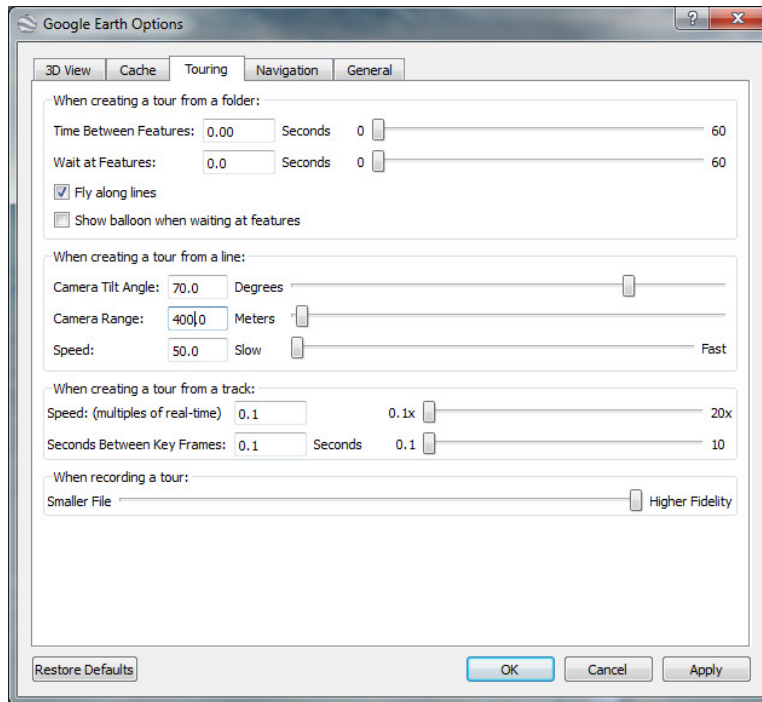 Google Earth Options
3D View Cache Touring Navigation General
When creating a tour from a folder:
Time Between Features: 0.00 Seconds 0 60
Wait at Features: 0.0 Seconds 0 60
Fly along lines
Show balloon when waiting at features
When creating a tour from a line:
Camera Tilt Angle: 70.0 Degrees
Camera Range: 400.0 Meters
Speed: 50.0 Slow Fast
When creating a tour from a track:
Speed: (multiples of real-time) 0.1 0.1x 20x
Seconds Between Key Frames: 0.1 Seconds 0.1 10
When recording a tour:
Smaller File Higher Fidelity
Restore Defaults OK Cancel Apply